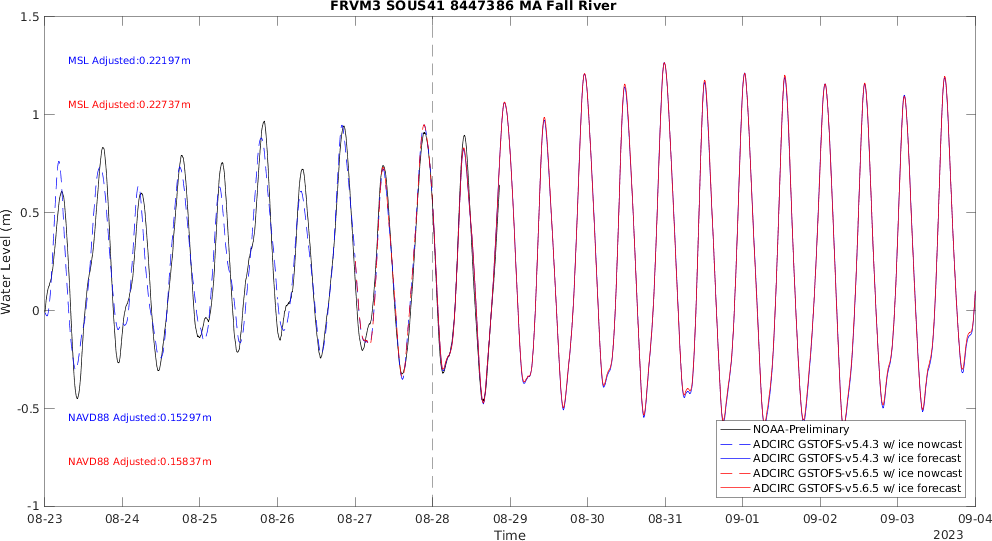 FRVM3 SOUS41 8447386 MA Fall River
1.5
MSL Adjusted:0.22197m
MSL Adjusted:0.22737m
1
0.5
Water Level (m)
0
-0.5
NAVD88 Adjusted:0.15297m
NAVD88 Adjusted:0.15837m
NOAA-Preliminary
ADCIRC GSTOFS-v5.4.3 w/ ice nowcast
ADCIRC GSTOFS-v5.4.3 w/ ice forecast
ADCIRC GSTOFS-v5.6.5 w/ ice nowcast
ADCIRC GSTOFS-v5.6.5 w/ ice forecast
-1
08-23 08-24 08-25 08-26 08-27 08-28 08-29 08-30 08-31 09-01 09-02 09-03 09-04
Time
2023